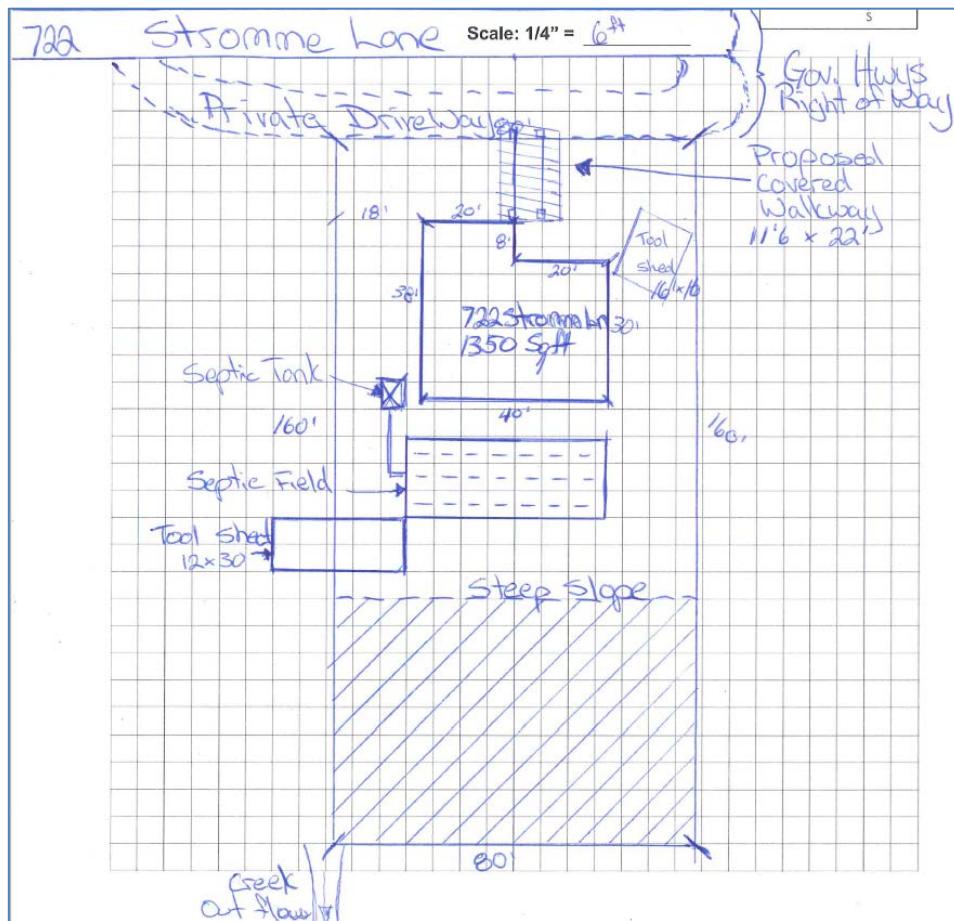 722 Stromme Lane Scale: 1/4" = 6ft
S
Gov. Hwys
Right of Way
Private DriveWay
Proposed
Covered
Walkway
11'6 x 22'
18'
20'
8'
20'
Tool
shed
16'x16
38'
722 Stromme Ln
1350 Sqft
30'
Septic Tank
40'
160'
160'
Septic Field
Tool Shed
12x30
Steep Slope
80'
Creek
Out flow